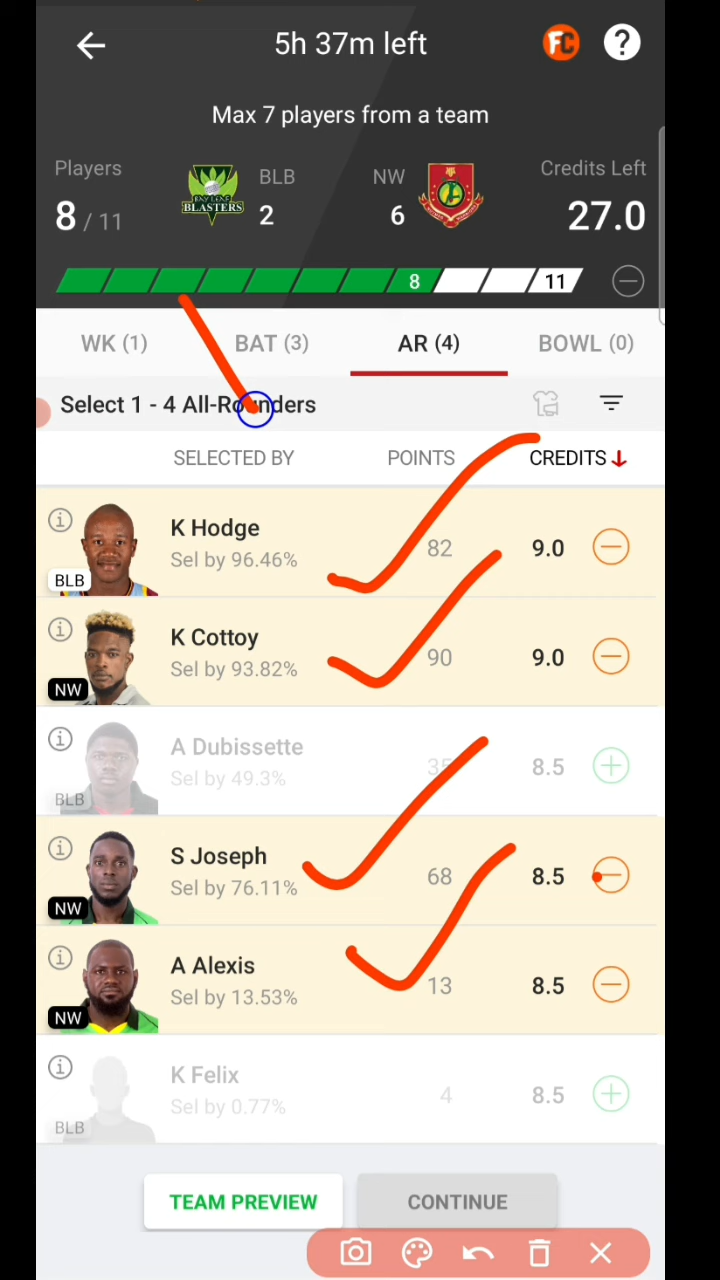 5h 37m left
FC
?
Max 7 players from a team
Players
BLB
NW
Credits Left
8 / 11
BLASTERS
2
6
27.0
8
11
WK (1)
BAT (3)
AR (4)
BOWL (0)
Select 1 - 4 All-Rounders
SELECTED BY
POINTS
CREDITS
K Hodge
Sel by 96.46%
82
9.0
BLB
K Cottoy
Sel by 93.82%
90
9.0
NW
A Dubissette
Sel by 49.3%
35
8.5
BLB
S Joseph
Sel by 76.11%
68
8.5
NW
A Alexis
Sel by 13.53%
13
8.5
NW
K Felix
Sel by 0.77%
4
8.5
BLB
TEAM PREVIEW
CONTINUE